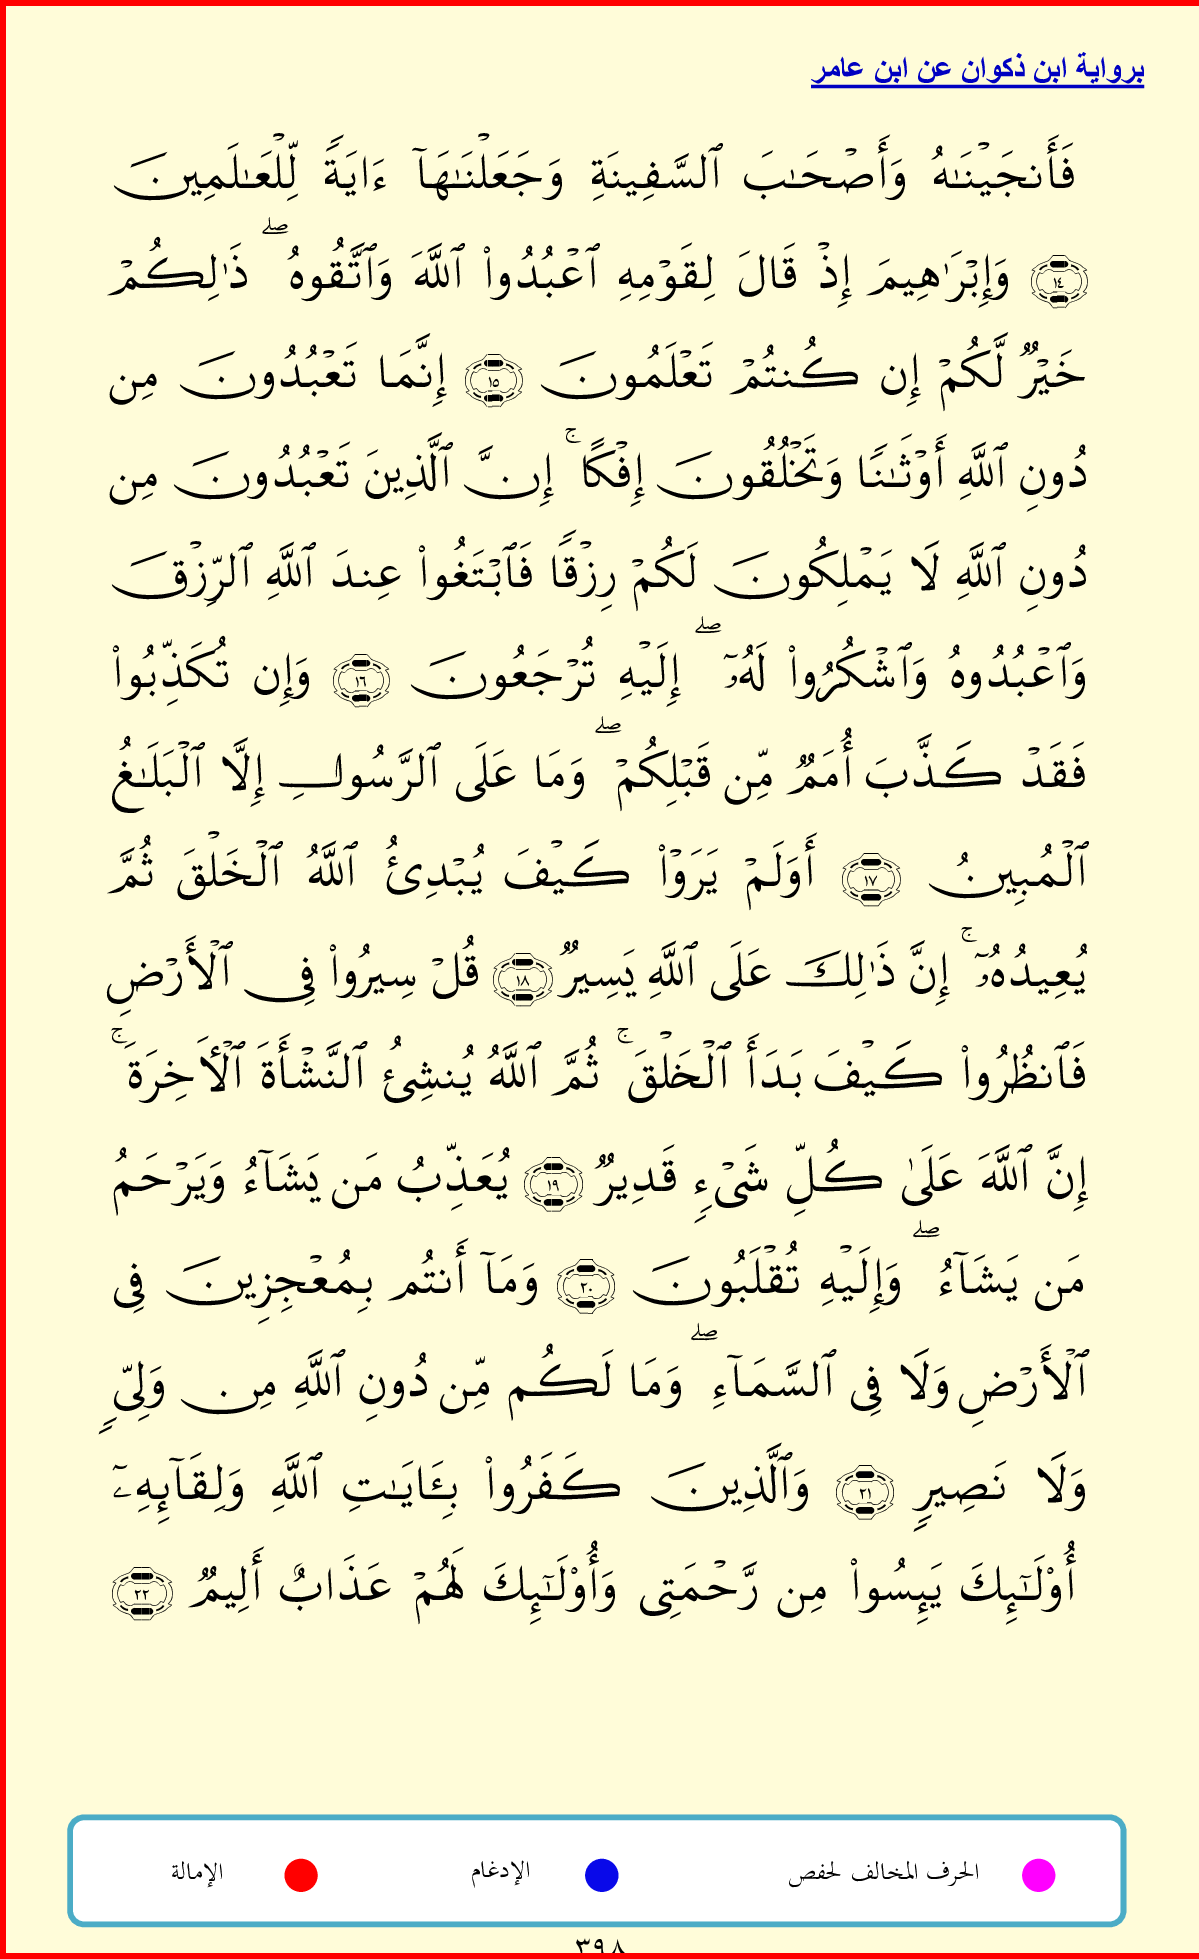 برواية ابن ذكوان عن ابن عامر
فَأَنجَيْنَـٰهُ وَأَصْحَـٰبَ ٱلسَّفِينَةِ وَجَعَلْنَـٰهَآ ءَايَةً لِّلْعَـٰلَمِينَ
١٤ وَإِبْرَٰهِيمَ إِذْ قَالَ لِقَوْمِهِ ٱعْبُدُوا۟ ٱللَّهَ وَٱتَّقُوهُ ۖ ذَٰلِكُمْ
خَيْرٌ لَّكُمْ إِن كُنتُمْ تَعْلَمُونَ ١٥ إِنَّمَا تَعْبُدُونَ مِن
دُونِ ٱللَّهِ أَوْثَـٰنًا وَتَخْلُقُونَ إِفْكًا ۚ إِنَّ ٱلَّذِينَ تَعْبُدُونَ مِن
دُونِ ٱللَّهِ لَا يَمْلِكُونَ لَكُمْ رِزْقًا فَٱبْتَغُوا۟ عِندَ ٱللَّهِ ٱلرِّزْقَ
وَٱعْبُدُوهُ وَٱشْكُرُوا۟ لَهُۥٓ ۖ إِلَيْهِ تُرْجَعُونَ ١٦ وَإِن تُكَذِّبُوا۟
فَقَدْ كَذَّبَ أُمَمٌ مِّن قَبْلِكُمْ ۖ وَمَا عَلَى ٱلرَّسُولِ إِلَّا ٱلْبَلَـٰغُ
ٱلْمُبِينُ ١٧ أَوَلَمْ يَرَوْا۟ كَيْفَ يُبْدِئُ ٱللَّهُ ٱلْخَلْقَ ثُمَّ
يُعِيدُهُۥٓ ۚ إِنَّ ذَٰلِكَ عَلَى ٱللَّهِ يَسِيرٌ ١٨ قُلْ سِيرُوا۟ فِى ٱلْأَرْضِ
فَٱنظُرُوا۟ كَيْفَ بَدَأَ ٱلْخَلْقَ ۚ ثُمَّ ٱللَّهُ يُنشِئُ ٱلنَّشْأَةَ ٱلْـَٔاخِرَةَ ۚ
إِنَّ ٱللَّهَ عَلَىٰ كُلِّ شَىْءٍ قَدِيرٌ ١٩ يُعَذِّبُ مَن يَشَآءُ وَيَرْحَمُ
مَن يَشَآءُ ۖ وَإِلَيْهِ تُقْلَبُونَ ٢٠ وَمَآ أَنتُم بِمُعْجِزِينَ فِى
ٱلْأَرْضِ وَلَا فِى ٱلسَّمَآءِ ۖ وَمَا لَكُم مِّن دُونِ ٱللَّهِ مِن وَلِىٍّ
وَلَا نَصِيرٍ ٢١ وَٱلَّذِينَ كَفَرُوا۟ بِـَٔايَـٰتِ ٱللَّهِ وَلِقَآئِهِۦٓ
أُو۟لَـٰٓئِكَ يَئِسُوا۟ مِن رَّحْمَتِى وَأُو۟لَـٰٓئِكَ لَهُمْ عَذَابٌ أَلِيمٌ ٢٢
الحرف المخالف لحفص الإدغام الإمالة
٣٩٨